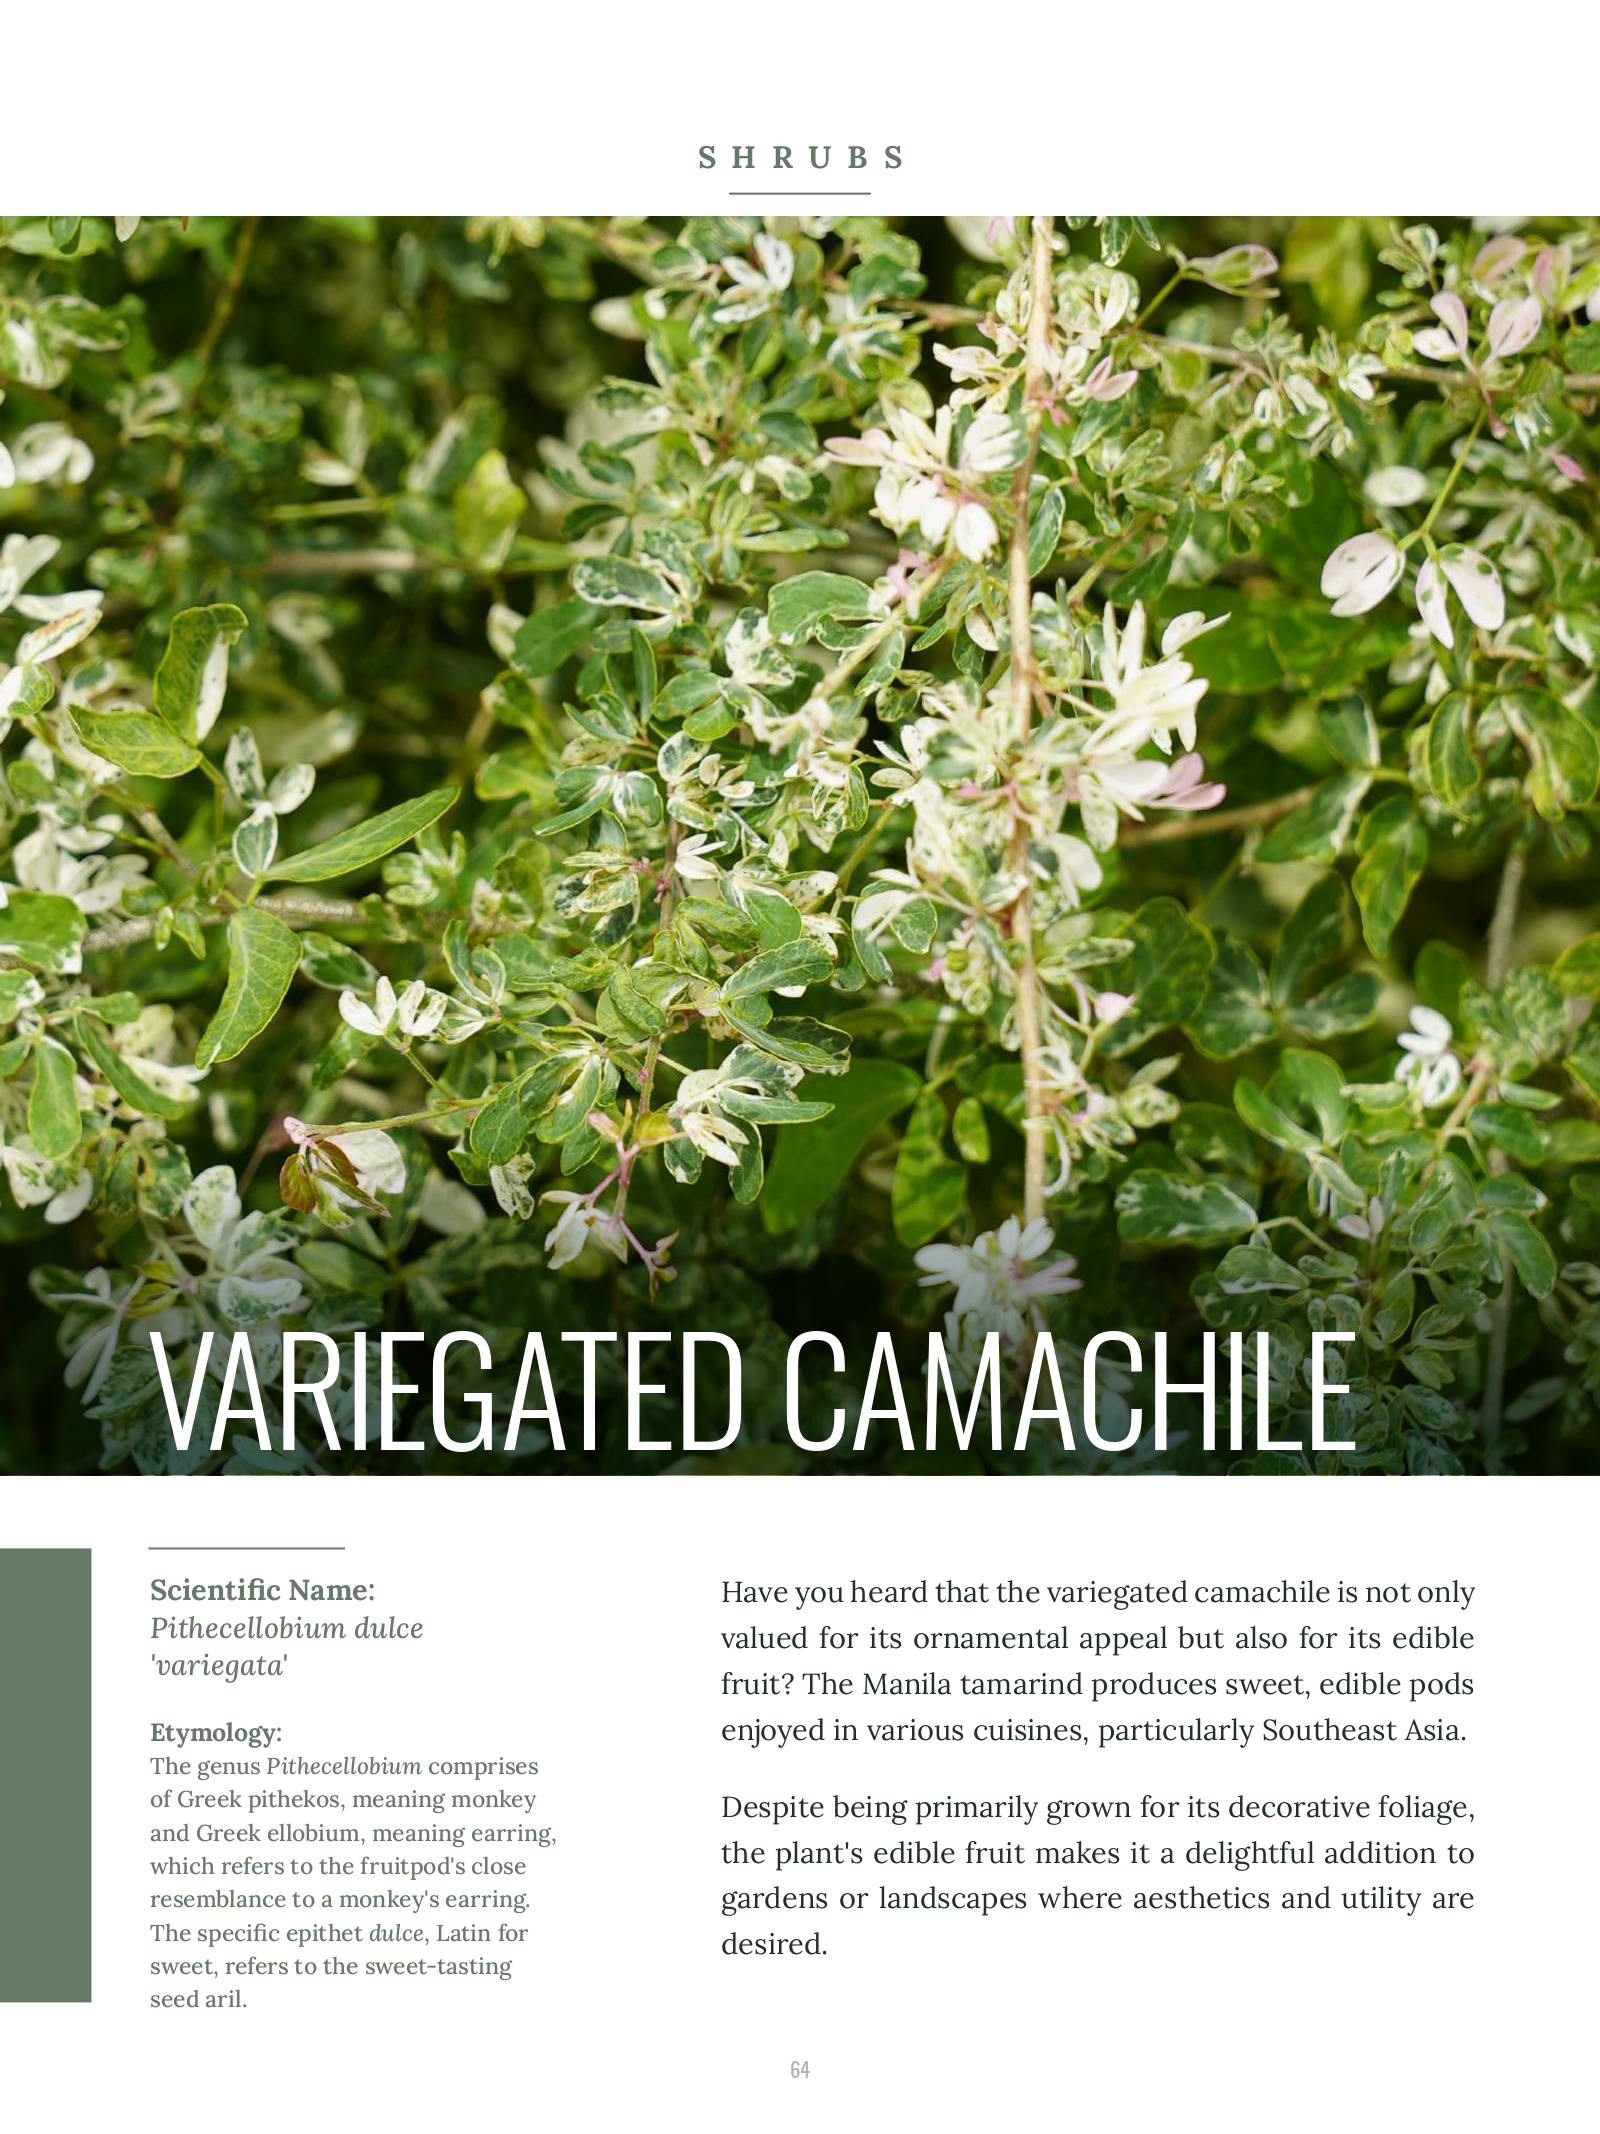 SHRUBS
VARIEGATED CAMACHILE
Scientific Name:
Pithecellobium dulce
'variegata'
Etymology:
The genus Pithecellobium comprises
of Greek pithekos, meaning monkey
and Greek ellobium, meaning earring,
which refers to the fruitpod's close
resemblance to a monkey's earring.
The specific epithet dulce, Latin for
sweet, refers to the sweet-tasting
seed aril.
Have you heard that the variegated camachile is not only
valued for its ornamental appeal but also for its edible
fruit? The Manila tamarind produces sweet, edible pods
enjoyed in various cuisines, particularly Southeast Asia.
Despite being primarily grown for its decorative foliage,
the plant's edible fruit makes it a delightful addition to
gardens or landscapes where aesthetics and utility are
desired.
64